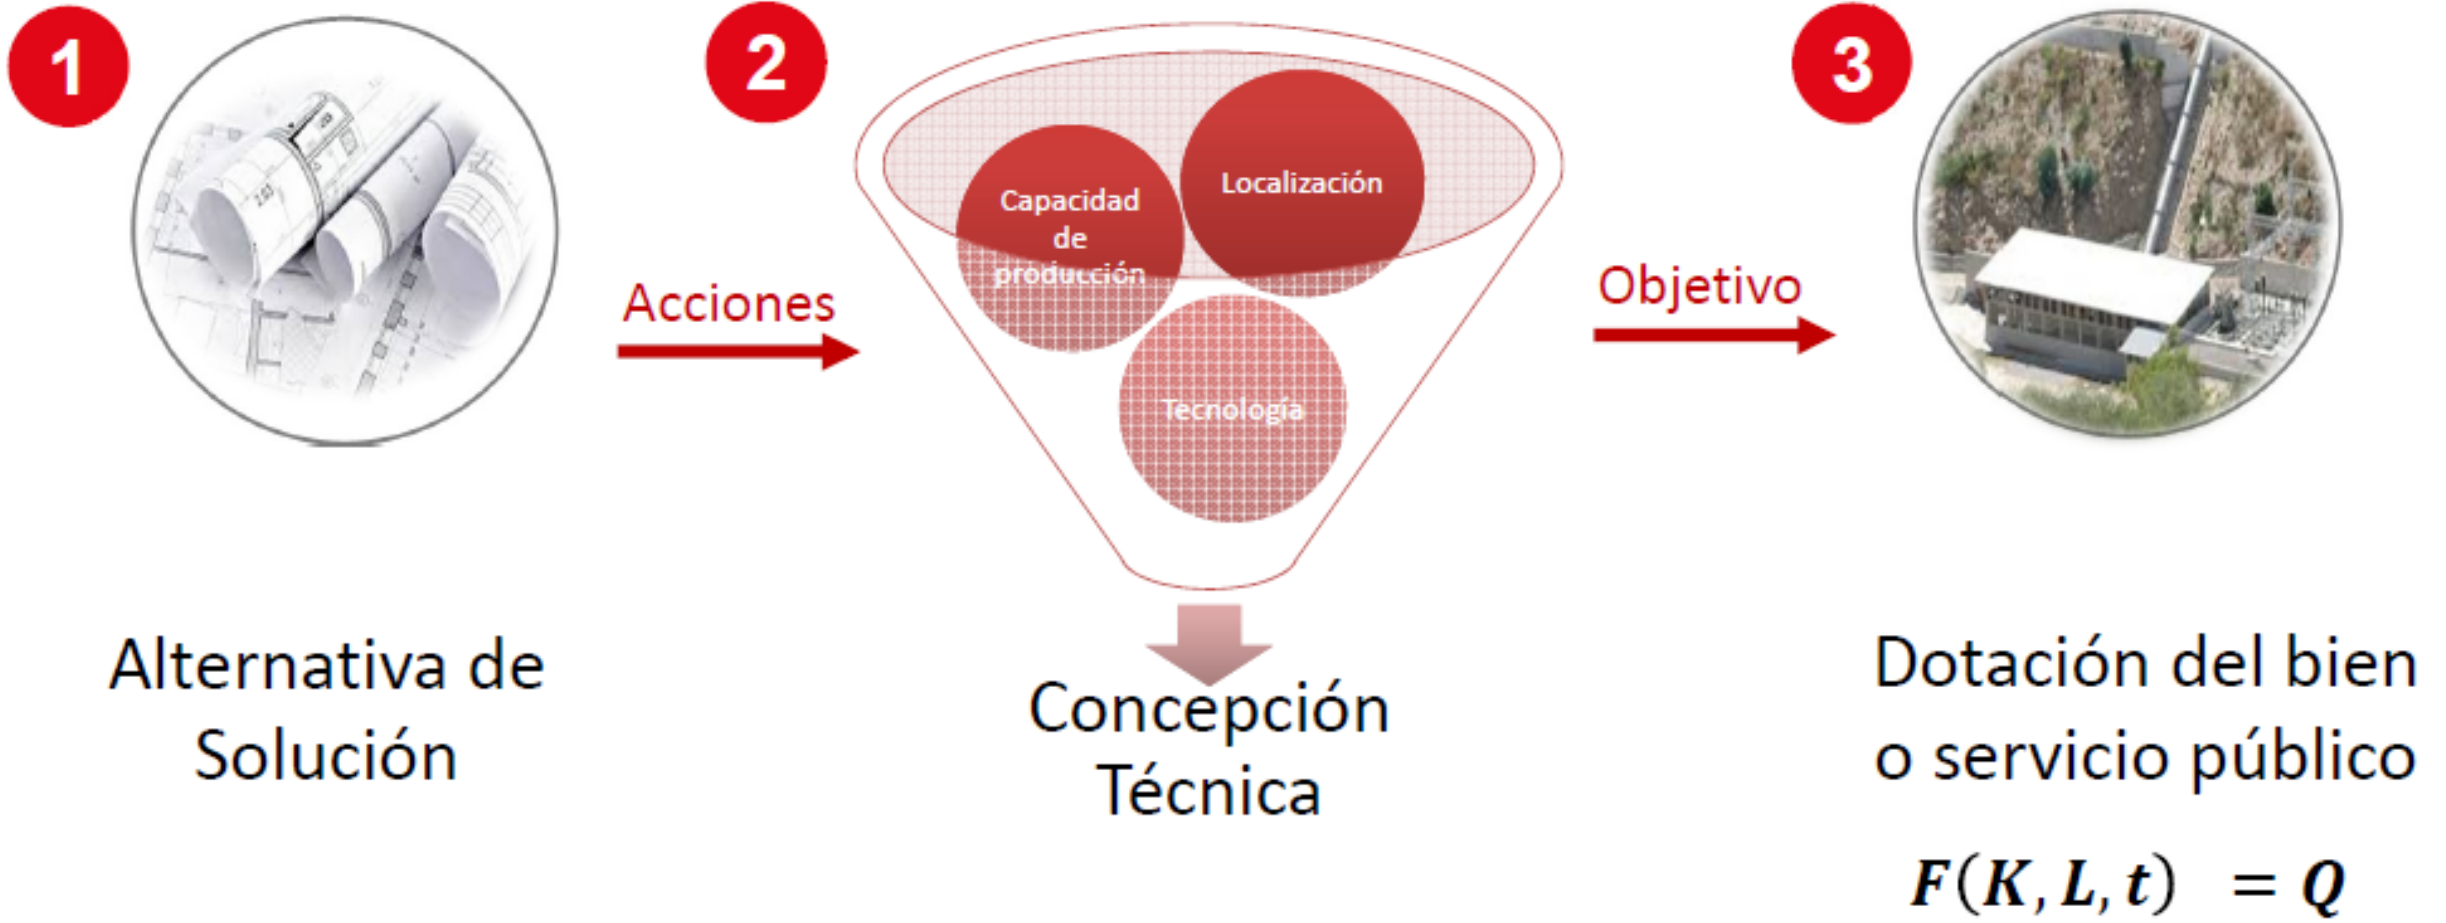 1
Alternativa de
Solución
Acciones
2
Capacidad
de
producción
Localización
Tecnología
Concepción
Técnica
Objetivo
3
Dotación del bien
o servicio público
F(K, L, t) = Q